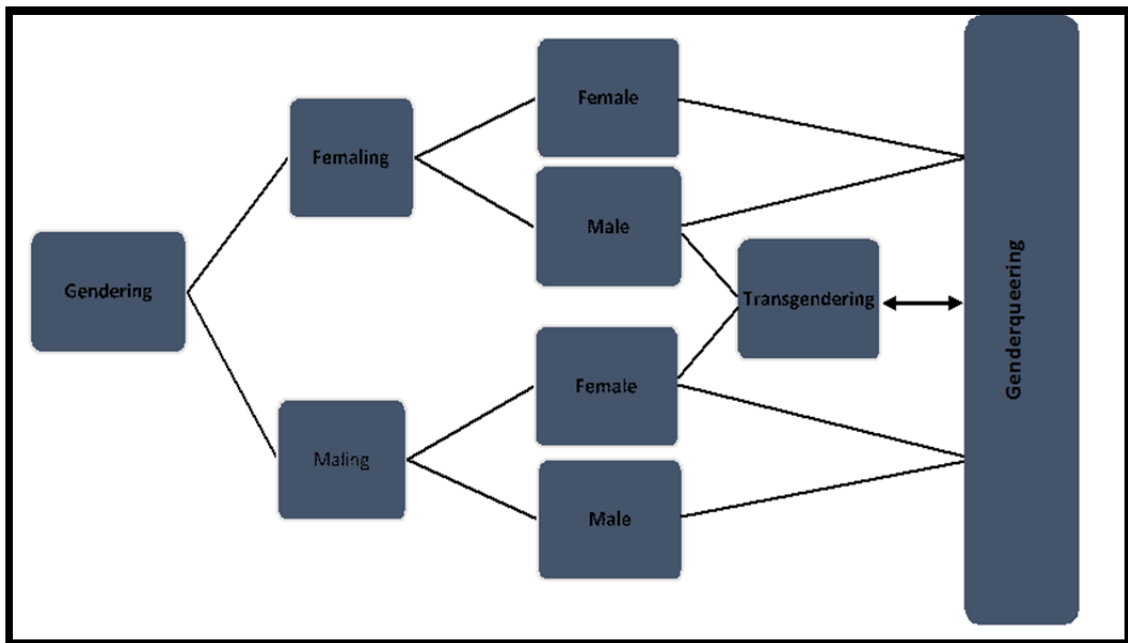 Gendering
Femaling
Maling
Female
Male
Female
Male
Transgendering
Genderqueering